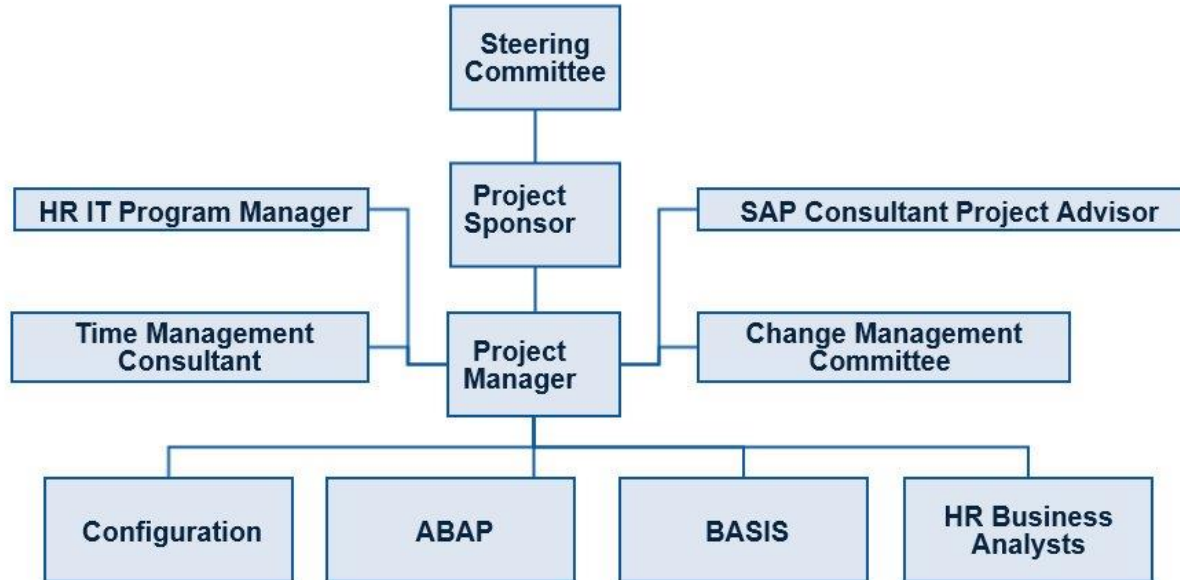 Steering
Committee
Project
Sponsor
HR IT Program Manager
SAP Consultant Project Advisor
Time Management
Consultant
Project
Manager
Change Management
Committee
Configuration
ABAP
BASIS
HR Business
Analysts